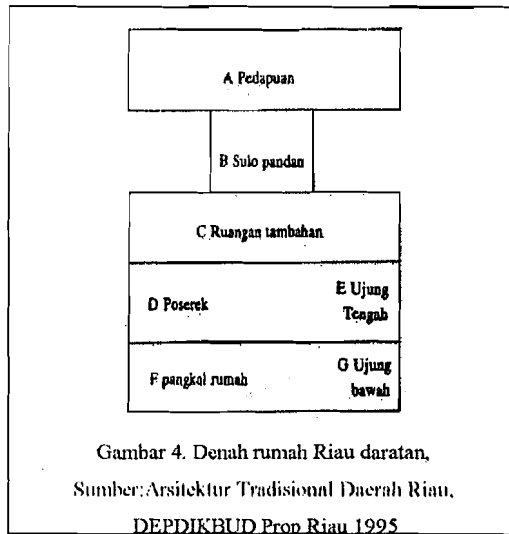 A Pedapuan
B Sulo pandan
C Ruangan tambahan
D Poserek
E Ujung
Tengah
F pangkal rumah
G Ujung
bawah
Gambar 4. Denah rumah Riau daratan,
Sumber:Arsitektur Tradisional Daerah Riau,
DEPDIKBUD Prop Riau 1995